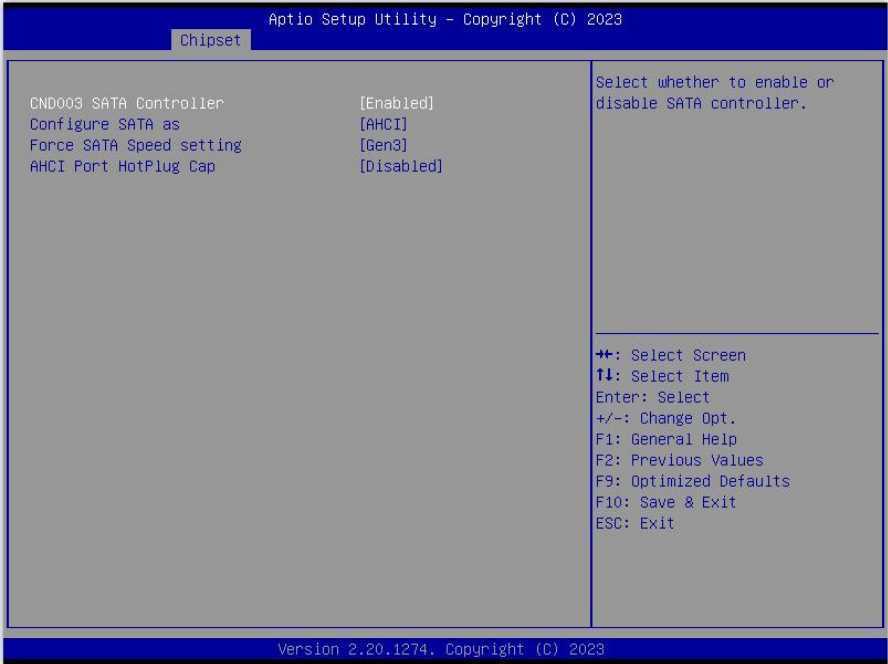 Aptio Setup Utility – Copyright (C) 2023
Chipset
CND003 SATA Controller [Enabled]
Configure SATA as [AHCI]
Force SATA Speed setting [Gen3]
AHCI Port HotPlug Cap [Disabled]
Select whether to enable or
disable SATA controller.
→←: Select Screen
↑↓: Select Item
Enter: Select
+/-: Change Opt.
F1: General Help
F2: Previous Values
F9: Optimized Defaults
F10: Save & Exit
ESC: Exit
Version 2.20.1274. Copyright (C) 2023